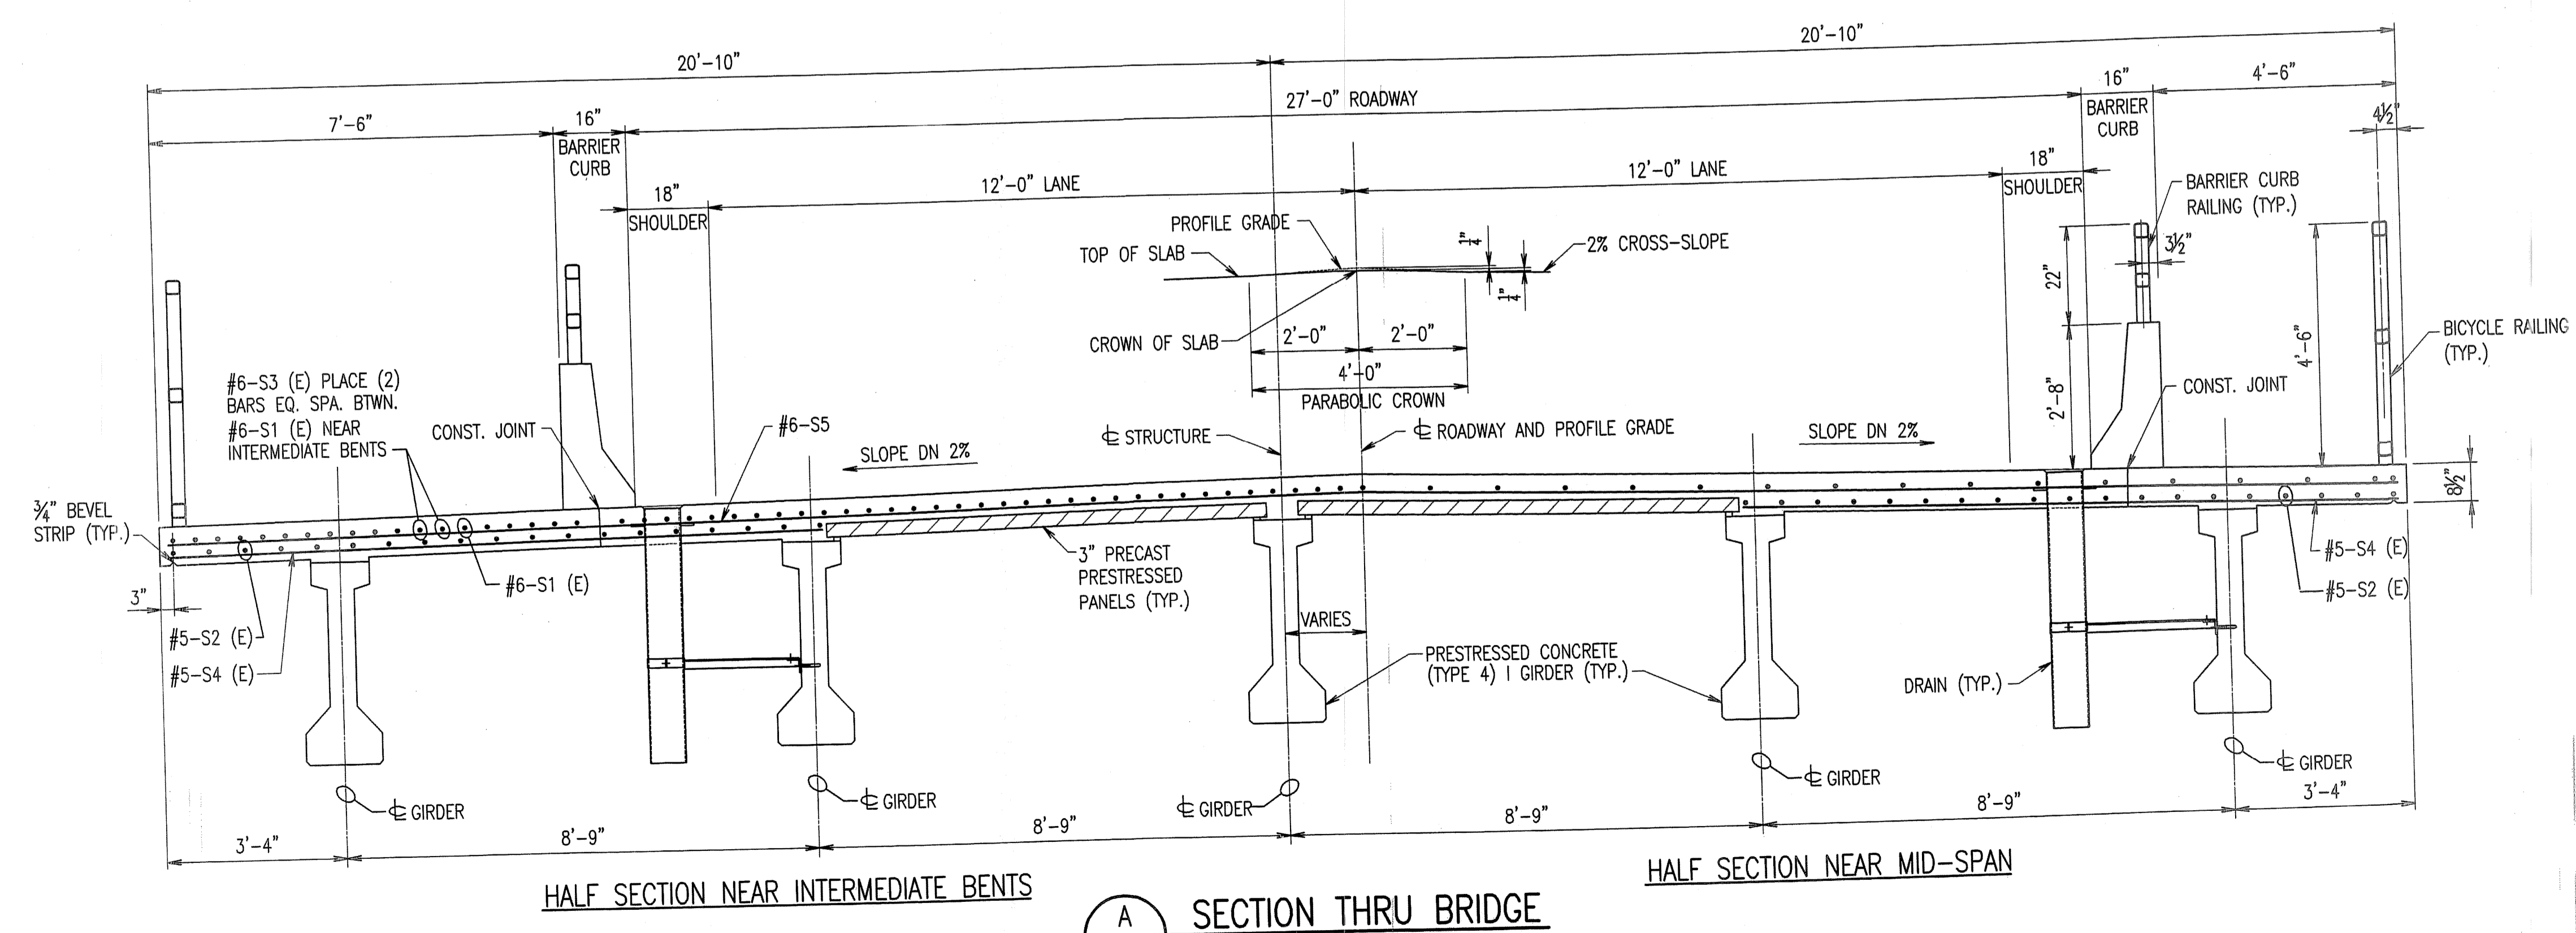 20'-10"
20'-10"
7'-6"
16"
BARRIER
CURB
27'-0" ROADWAY
16"
BARRIER
CURB
4'-6"
4½"
18"
SHOULDER
12'-0" LANE
12'-0" LANE
18"
SHOULDER
BARRIER CURB
RAILING (TYP.)
3½"
22"
PROFILE GRADE
TOP OF SLAB
1/4"
1/4"
2% CROSS-SLOPE
CROWN OF SLAB
2'-0"
2'-0"
4'-0"
PARABOLIC CROWN
2'-8"
4'-6"
BICYCLE RAILING
(TYP.)
CONST. JOINT
#6-S3 (E) PLACE (2)
BARS EQ. SPA. BTWN.
#6-S1 (E) NEAR
INTERMEDIATE BENTS
CONST. JOINT
#6-S5
SLOPE DN 2%
℄ STRUCTURE
℄ ROADWAY AND PROFILE GRADE
SLOPE DN 2%
8½"
¾" BEVEL
STRIP (TYP.)
3"
#5-S2 (E)
#5-S4 (E)
#6-S1 (E)
3" PRECAST
PRESTRESSED
PANELS (TYP.)
VARIES
PRESTRESSED CONCRETE
(TYPE 4) I GIRDER (TYP.)
DRAIN (TYP.)
#5-S4 (E)
#5-S2 (E)
℄ GIRDER
℄ GIRDER
℄ GIRDER
℄ GIRDER
℄ GIRDER
3'-4"
8'-9"
8'-9"
8'-9"
8'-9"
3'-4"
HALF SECTION NEAR INTERMEDIATE BENTS
HALF SECTION NEAR MID-SPAN
A
SECTION THRU BRIDGE